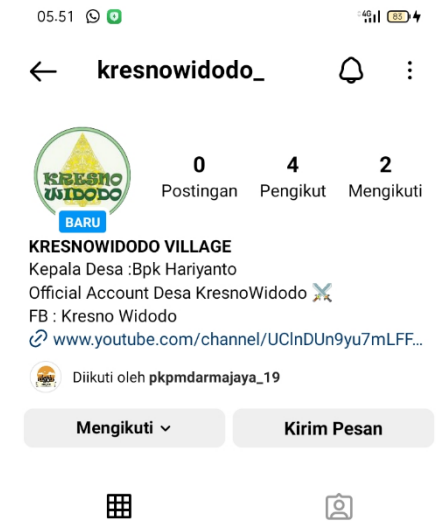 05.51
4G
83
kresnowidodo_
KRESNO
WIDODO
BARU
0
Postingan
4
Pengikut
2
Mengikuti
KRESNOWIDODO VILLAGE
Kepala Desa :Bpk Hariyanto
Official Account Desa KresnoWidodo ⚔️
FB : Kresno Widodo
www.youtube.com/channel/UClnDUn9yu7mLFF...
Diikuti oleh pkpmdarmajaya_19
Mengikuti
Kirim Pesan